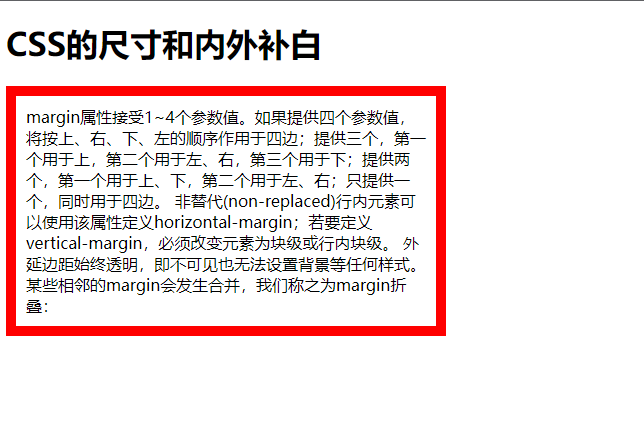 CSS的尺寸和内外补白
margin属性接受1~4个参数值。如果提供四个参数值，
将按上、右、下、左的顺序作用于四边；提供三个，第一
个用于上，第二个用于左、右，第三个用于下；提供两
个，第一个用于上、下，第二个用于左、右；只提供一
个，同时用于四边。 非替代(non-replaced)行内元素可
以使用该属性定义horizontal-margin；若要定义
vertical-margin，必须改变元素为块级或行内块级。 外
延边距始终透明，即不可见也无法设置背景等任何样式。
某些相邻的margin会发生合并，我们称之为margin折
叠：